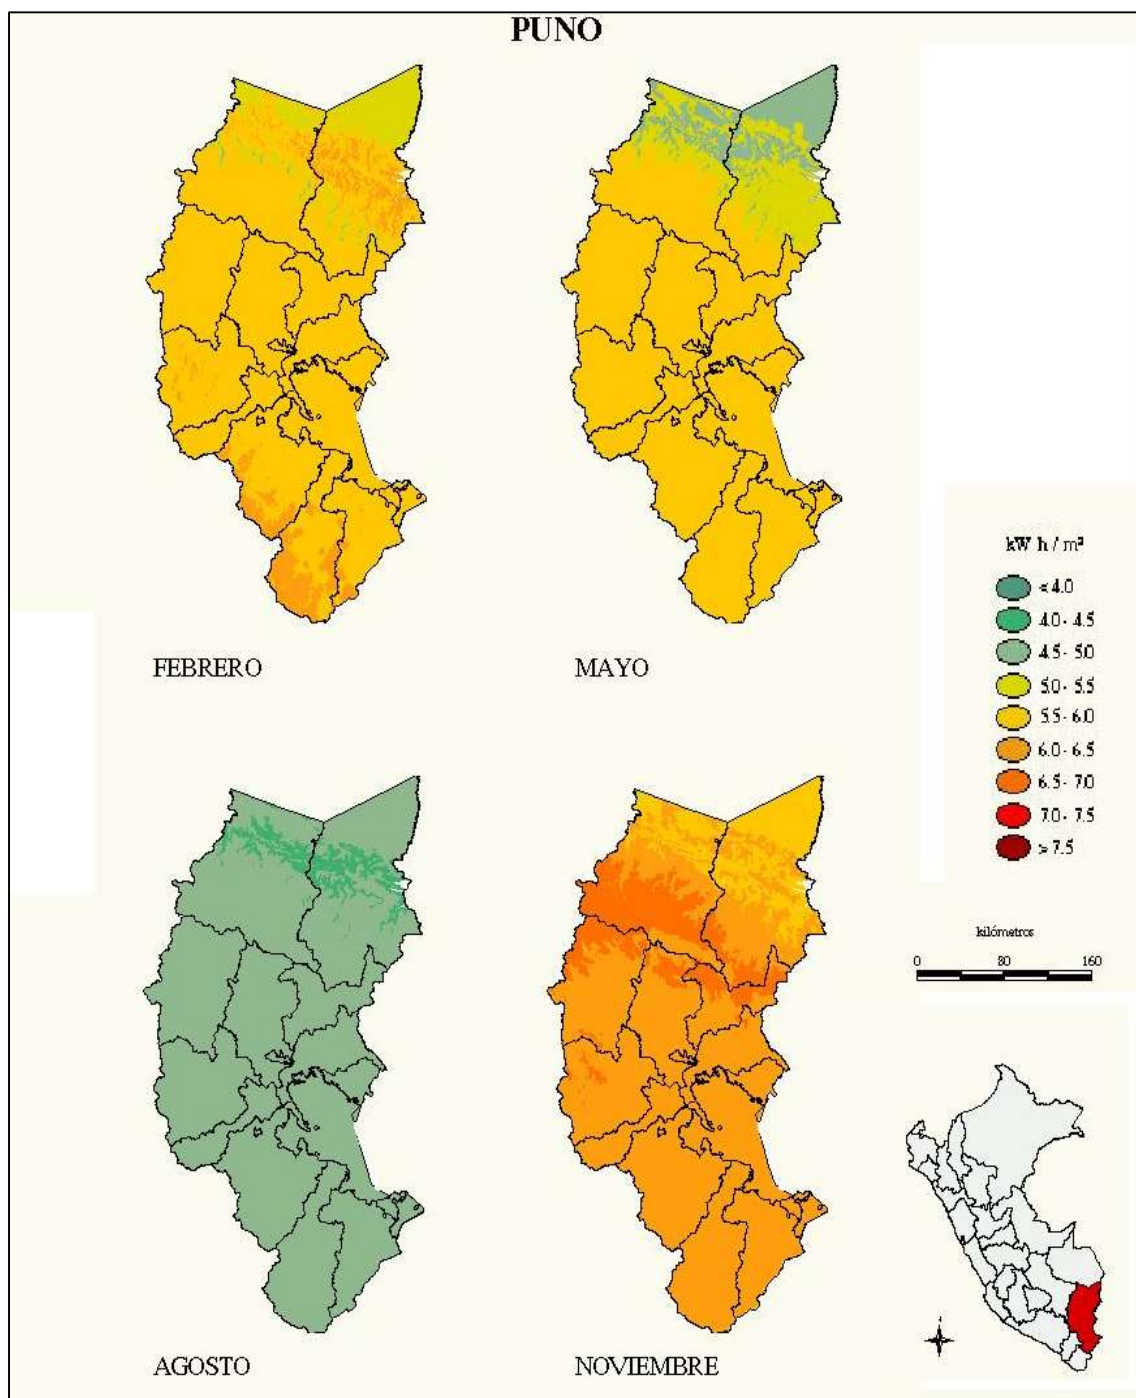 PUNO
FEBRERO
MAYO
kW h / m²
< 4.0
4.0 - 4.5
4.5 - 5.0
5.0 - 5.5
5.5 - 6.0
6.0 - 6.5
6.5 - 7.0
7.0 - 7.5
> 7.5
kilómetros
0 80 160
AGOSTO
NOVIEMBRE